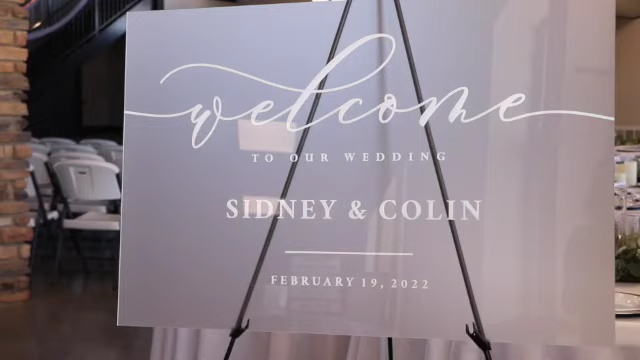 welcome
TO OUR WEDDING
SIDNEY & COLIN
FEBRUARY 19, 2022